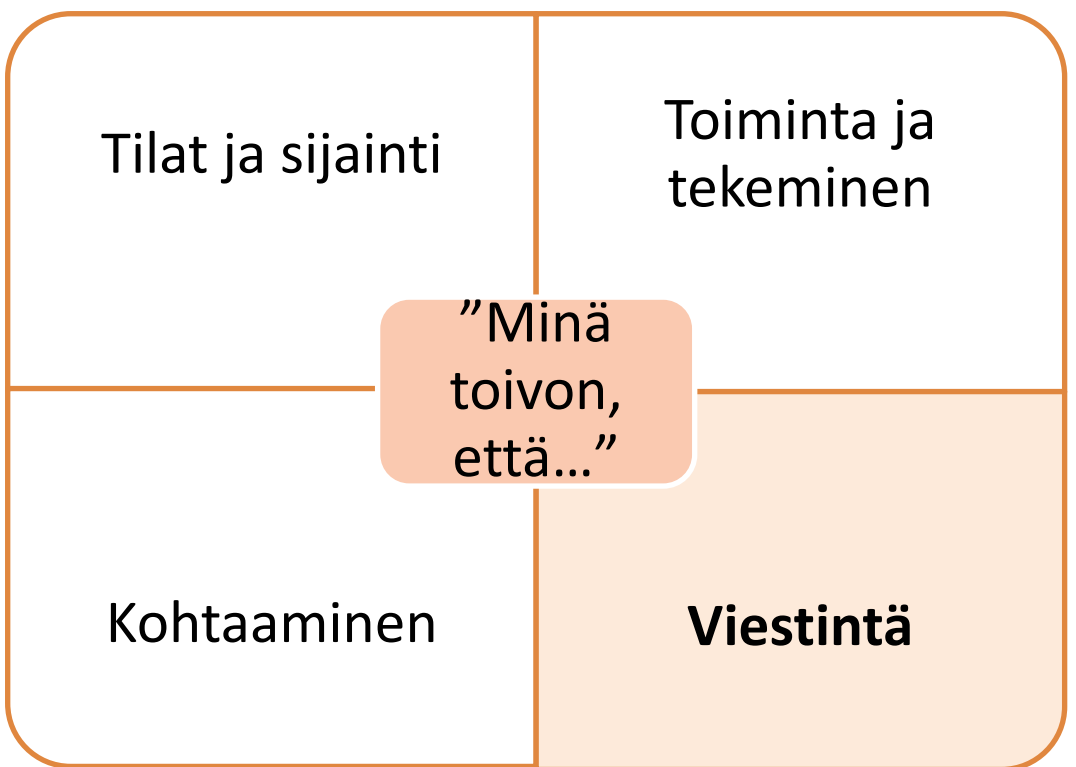 Tilat ja sijainti
Toiminta ja
tekeminen
”Minä
toivon,
että…”
Kohtaaminen
Viestintä